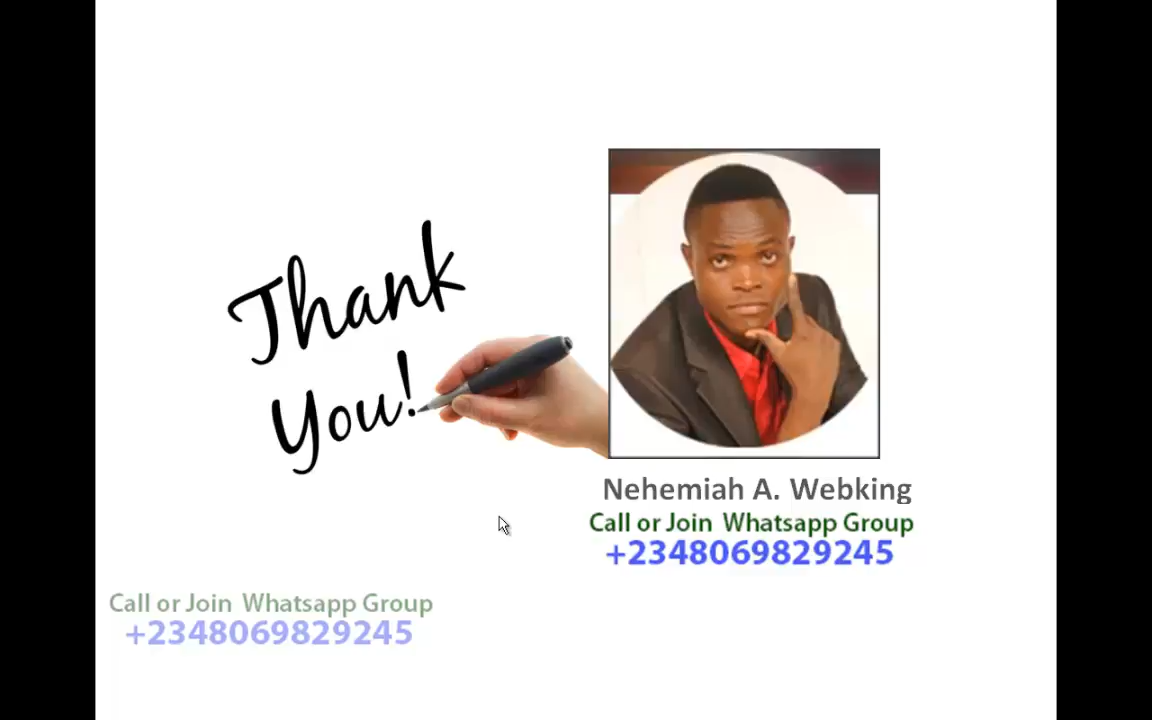 Thank
You!
Nehemiah A. Webking
Call or Join Whatsapp Group
+2348069829245
Call or Join Whatsapp Group
+2348069829245